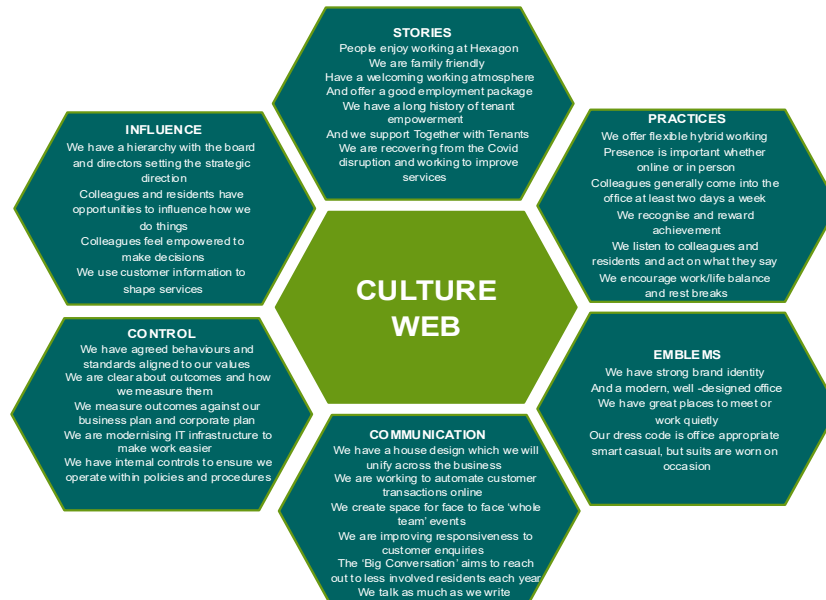 STORIES
People enjoy working at Hexagon
We are family friendly
Have a welcoming working atmosphere
And offer a good employment package
We have a long history of tenant
empowerment
And we support Together with Tenants
We are recovering from the Covid
disruption and working to improve
services
INFLUENCE
We have a hierarchy with the board
and directors setting the strategic
direction
Colleagues and residents have
opportunities to influence how we
do things
Colleagues feel empowered to
make decisions
We use customer information to
shape services
PRACTICES
We offer flexible hybrid working
Presence is important whether
online or in person
Colleagues generally come into the
office at least two days a week
We recognise and reward
achievement
We listen to colleagues and
residents and act on what they say
We encourage work/life balance
and rest breaks
CULTURE
WEB
CONTROL
We have agreed behaviours and
standards aligned to our values
We are clear about outcomes and how
we measure them
We measure outcomes against our
business plan and corporate plan
We are modernising IT infrastructure to
make work easier
We have internal controls to ensure we
operate within policies and procedures
EMBLEMS
We have strong brand identity
And a modern, well -designed office
We have great places to meet or
work quietly
Our dress code is office appropriate
smart casual, but suits are worn on
occasion
COMMUNICATION
We have a house design which we will
unify across the business
We are working to automate customer
transactions online
We create space for face to face ‘whole
team’ events
We are improving responsiveness to
customer enquiries
The ‘Big Conversation’ aims to reach
out to less involved residents each year
We talk as much as we write